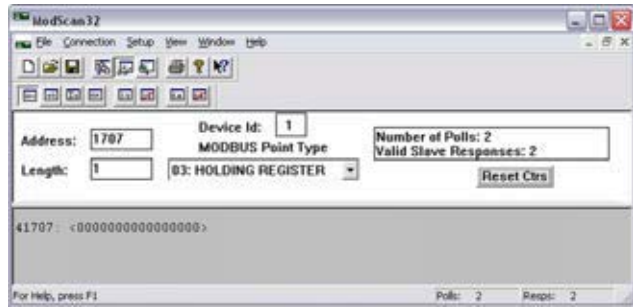 ModScan32
File Connection Setup View Window Help
Address: 1707
Device Id: 1
MODBUS Point Type
Length: 1
03: HOLDING REGISTER
Number of Polls: 2
Valid Slave Responses: 2
Reset Ctrs
41707: <0000000000000000>
For Help, press F1
Polls: 2
Resps: 2